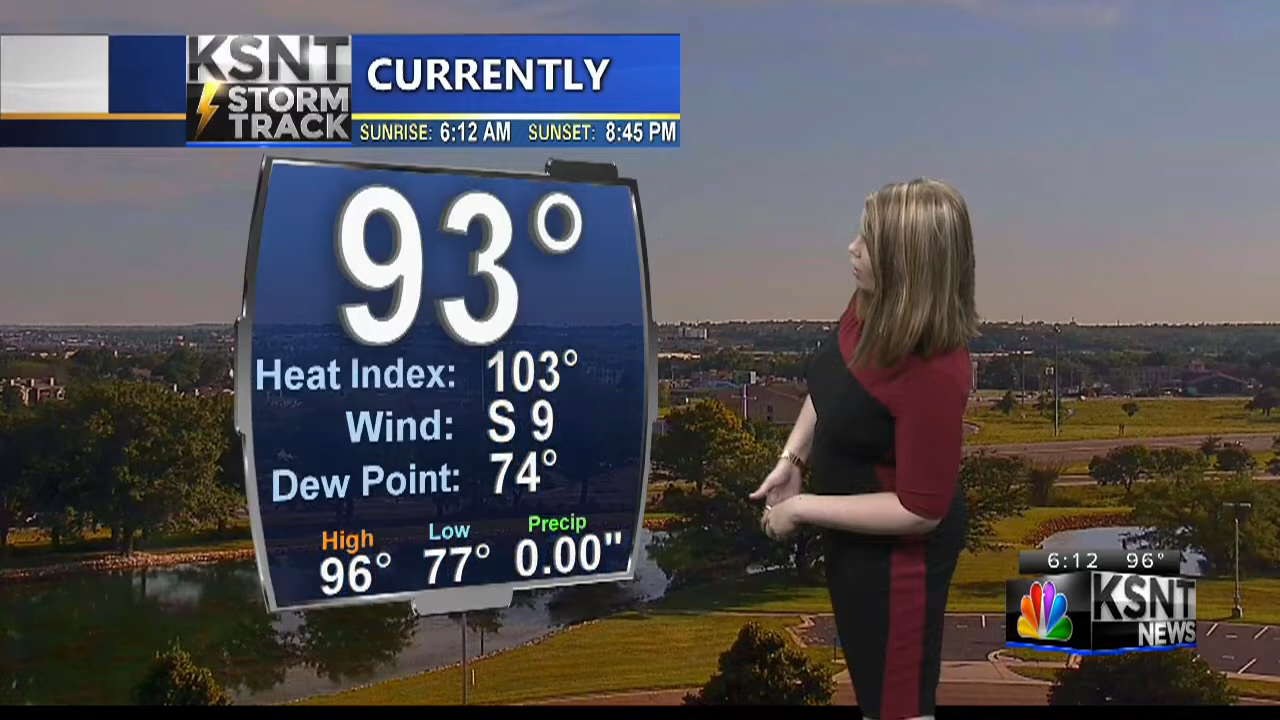 KSNT
STORM
TRACK
CURRENTLY
SUNRISE: 6:12 AM SUNSET: 8:45 PM
93°
Heat Index: 103°
Wind: S 9
Dew Point: 74°
High Low Precip
96° 77° 0.00"
6:12 96°
KSNT
NEWS